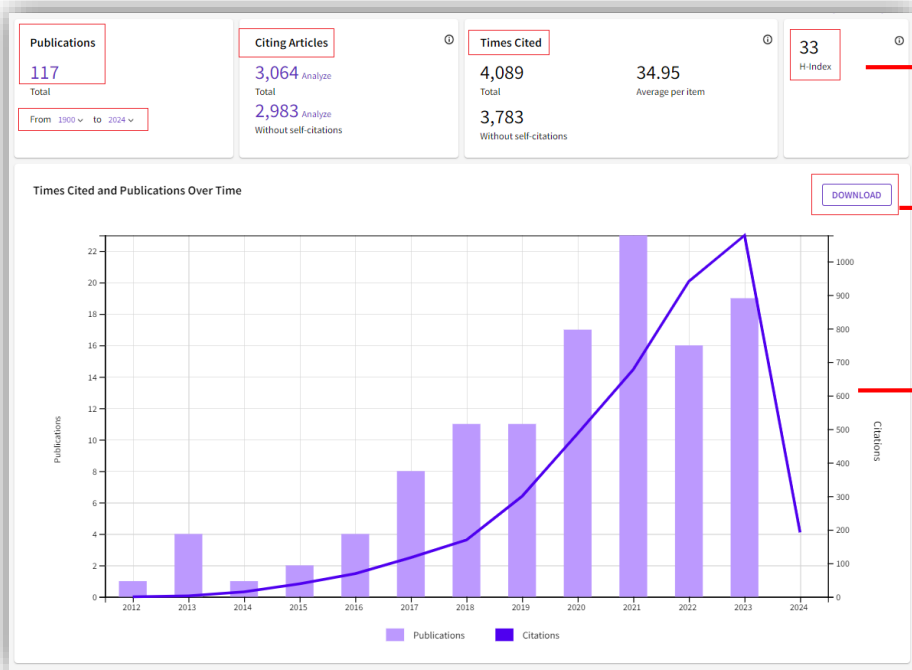 Publications
117
Total
From 1900 to 2024
Citing Articles
3,064 Analyze
Total
2,983 Analyze
Without self-citations
Times Cited
4,089
Total
3,783
Without self-citations
34.95
Average per item
33
H-Index
Times Cited and Publications Over Time
DOWNLOAD
Publications
22
20
18
16
14
12
10
8
6
4
2
0
1000
900
800
700
600
500
400
300
200
100
0
Citations
2012 2013 2014 2015 2016 2017 2018 2019 2020 2021 2022 2023 2024
Publications Citations